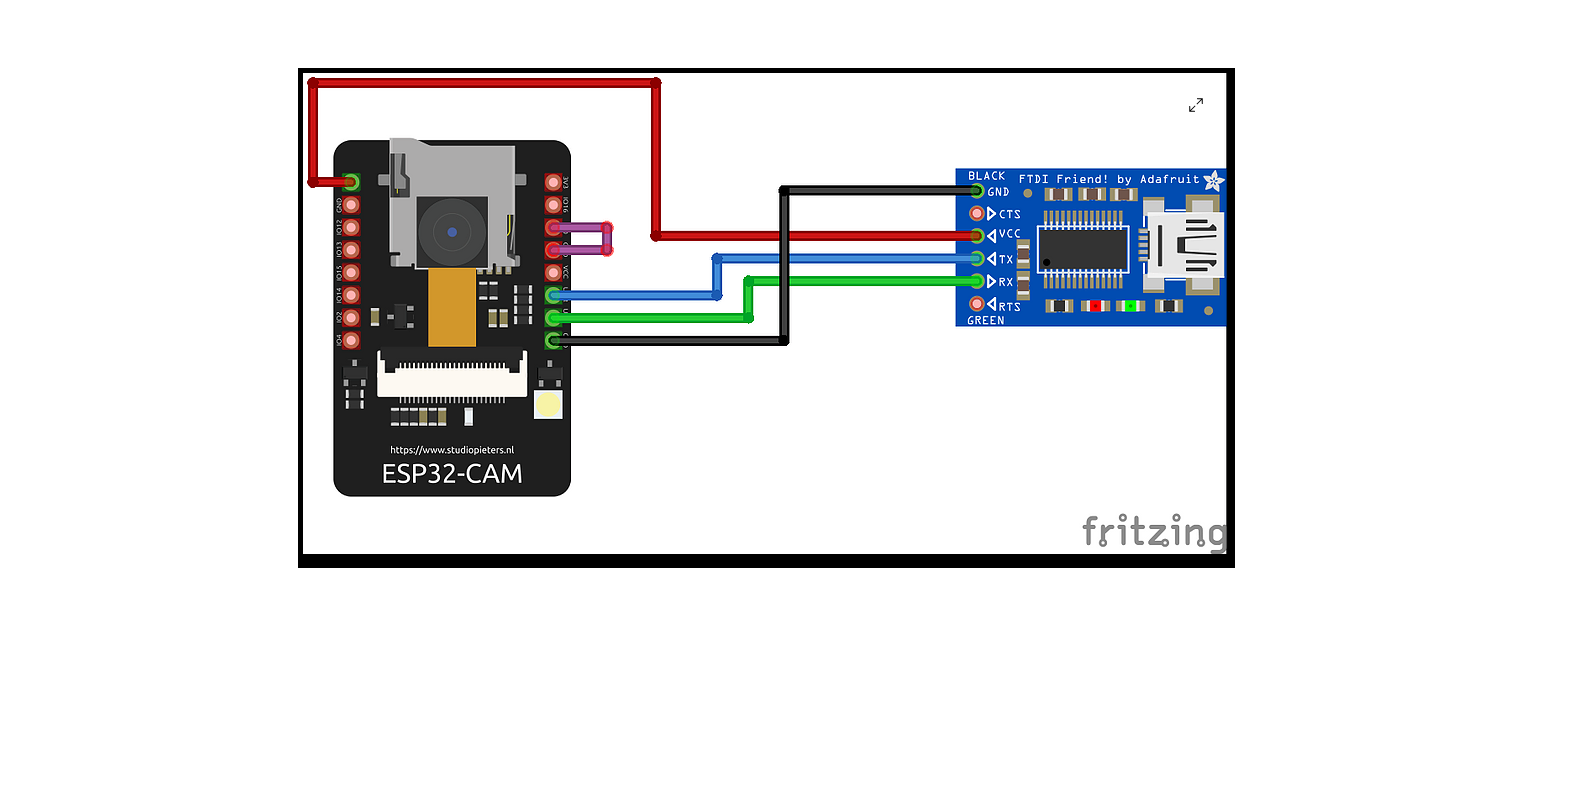 GND
IO12
IO13
IO15
IO14
IO2
IO4
3V3
IO16
VCC
https://www.studiopieters.nl
ESP32-CAM
BLACK
FTDI Friend! by Adafruit
GND
CTS
VCC
TX
RX
RTS
GREEN
fritzing